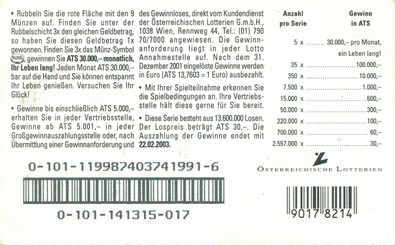 • Rubbeln Sie die rote Fläche mit den 9
Münzen auf. Finden Sie unter der
Rubbelschicht 3x den gleichen Geldbetrag,
so haben Sie diesen Geldbetrag 1x
gewonnen. Finden Sie 3x das Münz-Symbol
, gewinnen Sie ATS 30.000,– monatlich,
Ihr Leben lang! Jeden Monat ATS 30.000,–
bar auf die Hand und Sie können entspannt
Ihr Leben genießen. Versuchen Sie Ihr
Glück!
• Gewinne bis einschließlich ATS 5.000,–
erhalten Sie in jeder Vertriebsstelle,
Gewinne ab ATS 5.001,– in jeder
Großgewinnauszahlungsstelle oder, nach
Übermittlung einer Gewinnanforderung und
des Gewinnloses, direkt vom Kundendienst
der Österreichischen Lotterien G.m.b.H.,
1038 Wien, Rennweg 44, Tel.: (01) 790
70/7000 angewiesen. Die Gewinn-
anforderung liegt in jeder Lotto
Annahmestelle auf. Nach dem 31.
Dezember 2001 eingelöste Gewinne werden
in Euro (ATS 13,7603 = 1 Euro) ausbezahlt.
• Mit Ihrer Spielteilnahme erkennen Sie
die Spielbedingungen an. Ihre Vertriebs-
stelle hält diese gerne für Sie bereit.
• Diese Serie besteht aus 13.600.000 Losen.
Der Lospreis beträgt ATS 30,–. Die
Auszahlung der Gewinne endet mit
22.02.2003.
Anzahl Gewinn
pro Serie in ATS
5 x 30.000,– pro Monat,
ein Leben lang!
35 x 100.000,–
350 x 10.000,–
7.500 x 1.000,–
50.000 x 300,–
220.000 x 100,–
700.000 x 60,–
2.557.000 x 30,–
ÖSTERREICHISCHE LOTTERIEN
0-101-119987403741991-6
0-101-141315-017
90178214